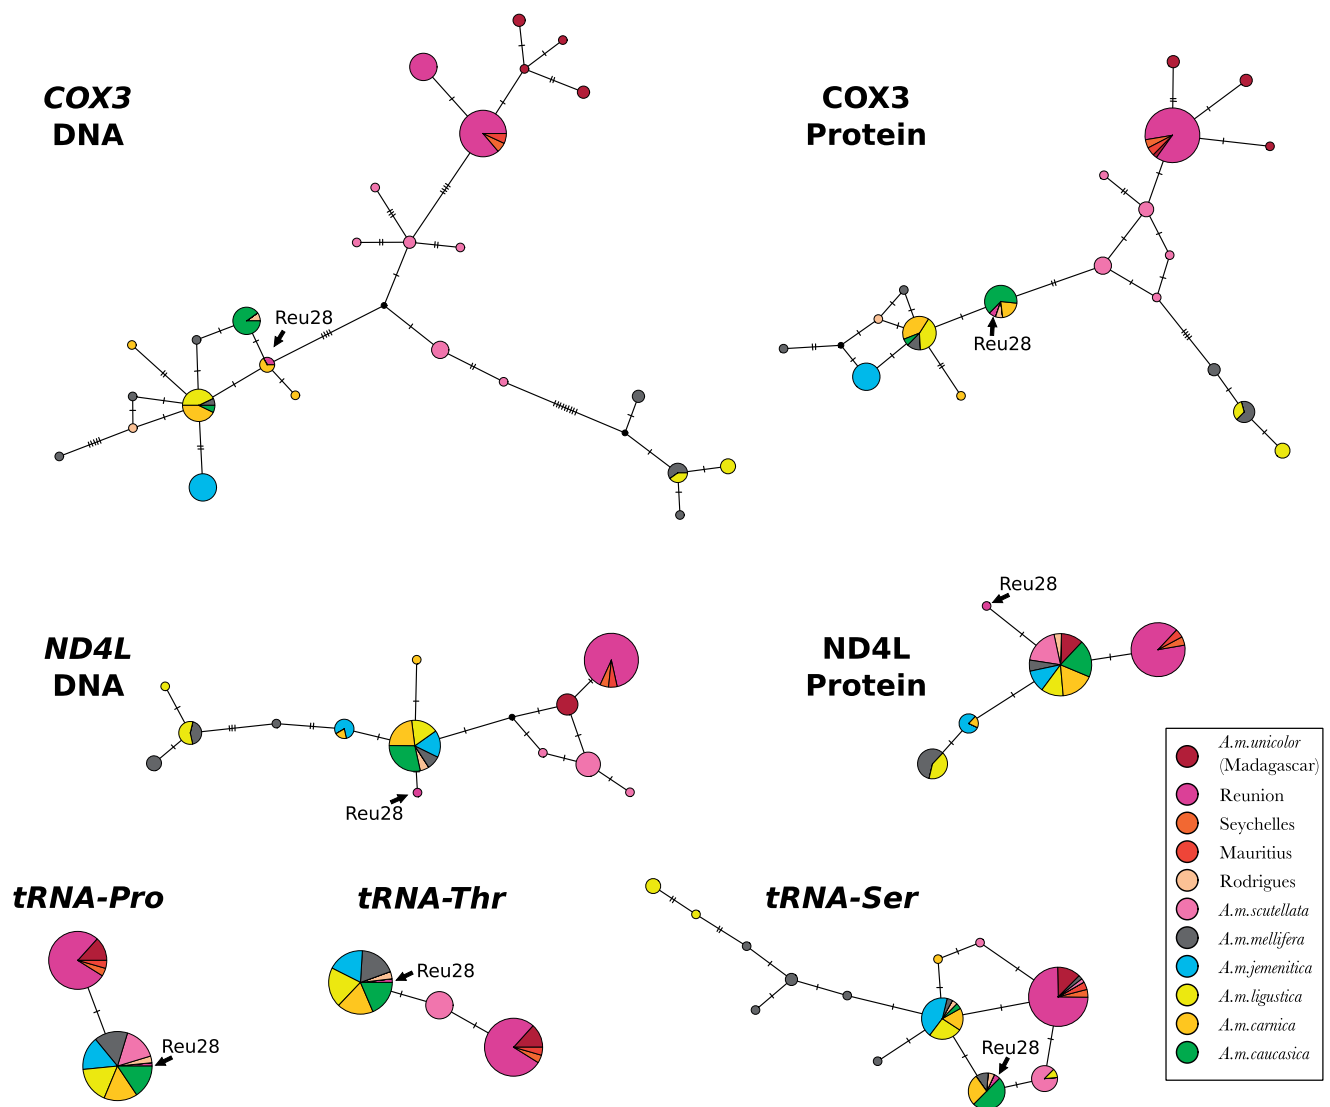 COX3
DNA
Reu28
COX3
Protein
Reu28
ND4L
DNA
Reu28
ND4L
Protein
Reu28
tRNA-Pro
Reu28
tRNA-Thr
Reu28
tRNA-Ser
Reu28
A.m.unicolor
(Madagascar)
Reunion
Seychelles
Mauritius
Rodrigues
A.m.scutellata
A.m.mellifera
A.m.jemenitica
A.m.ligustica
A.m.carnica
A.m.caucasica